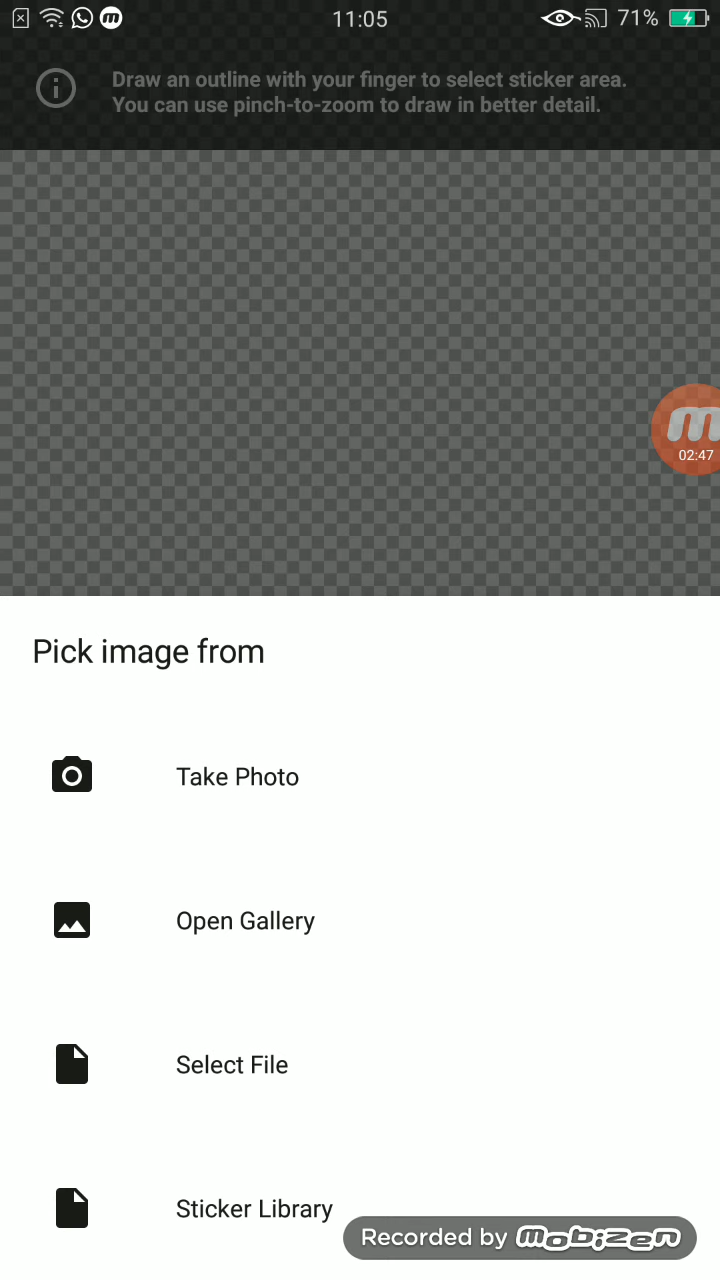 11:05
71%
Draw an outline with your finger to select sticker area.
You can use pinch-to-zoom to draw in better detail.
m
02:47
Pick image from
Take Photo
Open Gallery
Select File
Sticker Library
Recorded by mobizen